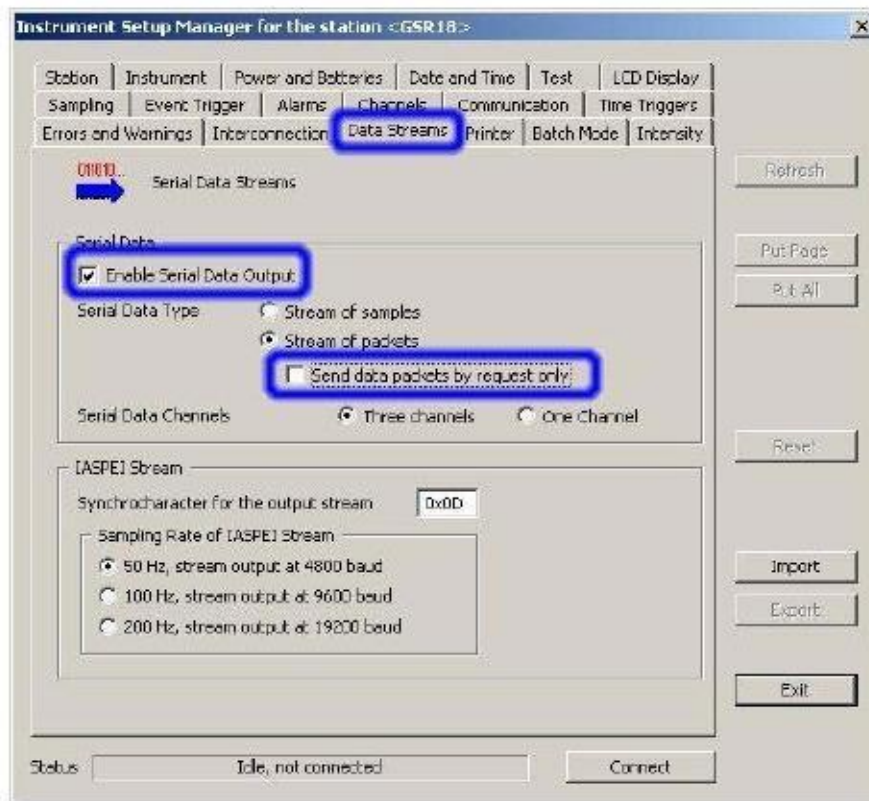 Instrument Setup Manager for the station <GSR18>
Station Instrument Power and Batteries Date and Time Test LCD Display
Sampling Event Trigger Alarms Channels Communication Time Triggers
Errors and Warnings Interconnection Data Streams Printer Batch Mode Intensity
01010...
Serial Data Streams
Refresh
Serial Data
Put Page
Enable Serial Data Output
Put All
Serial Data Type Stream of samples
Stream of packets
Send data packets by request only
Serial Data Channels Three channels One Channel
Reset
IASPEI Stream
Synchrocharacter for the output stream 0x0D
Sampling Rate of IASPEI Stream
50 Hz, stream output at 4800 baud
Import
100 Hz, stream output at 9600 baud
Export
200 Hz, stream output at 19200 baud
Exit
Status Idle, not connected Connect